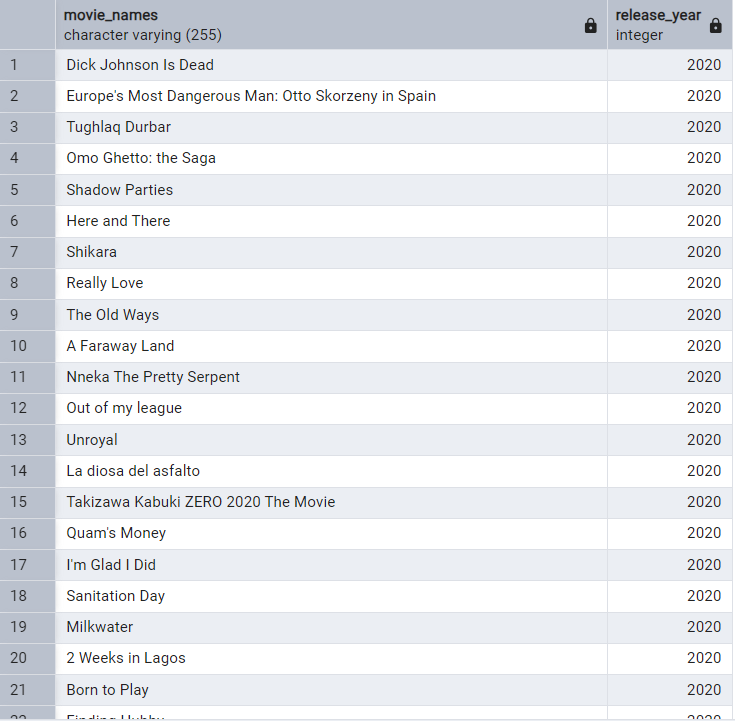 movie_names release_year
character varying (255) integer
1 Dick Johnson Is Dead 2020
2 Europe's Most Dangerous Man: Otto Skorzeny in Spain 2020
3 Tughlaq Durbar 2020
4 Omo Ghetto: the Saga 2020
5 Shadow Parties 2020
6 Here and There 2020
7 Shikara 2020
8 Really Love 2020
9 The Old Ways 2020
10 A Faraway Land 2020
11 Nneka The Pretty Serpent 2020
12 Out of my league 2020
13 Unroyal 2020
14 La diosa del asfalto 2020
15 Takizawa Kabuki ZERO 2020 The Movie 2020
16 Quam's Money 2020
17 I'm Glad I Did 2020
18 Sanitation Day 2020
19 Milkwater 2020
20 2 Weeks in Lagos 2020
21 Born to Play 2020
22 Finding Hubby 2020